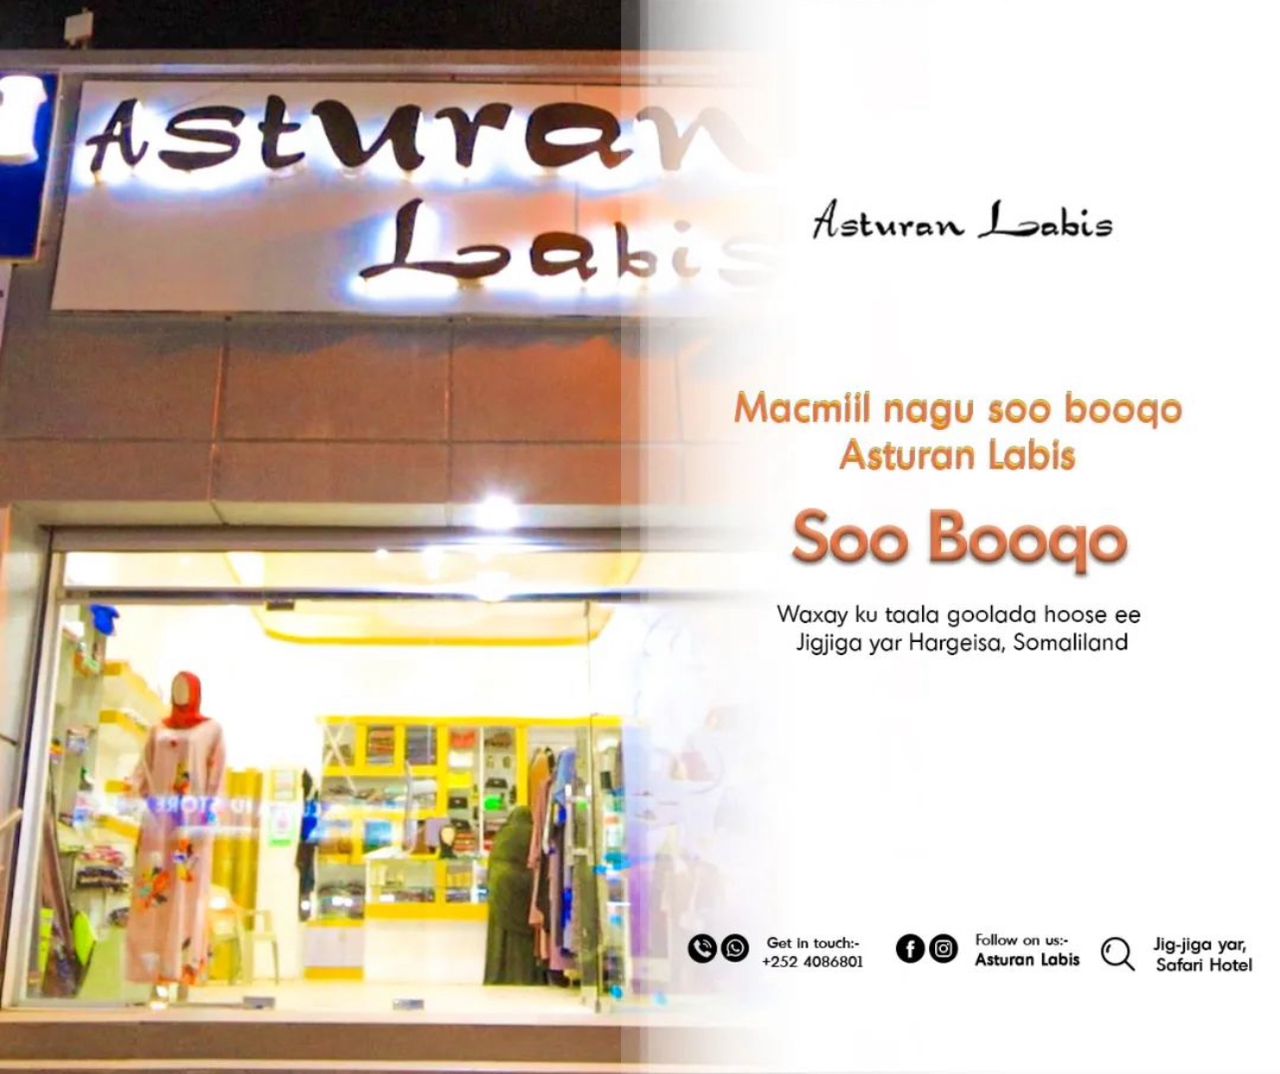 Asturan
Labis
Asturan Labis
Macmiil nagu soo booqo
Asturan Labis
Soo Booqo
Waxay ku taala goolada hoose ee
Jigjiga yar Hargeisa, Somaliland
STORE
Get in touch:-
+252 4086801
Follow on us:-
Asturan Labis
Jig-jiga yar,
Safari Hotel